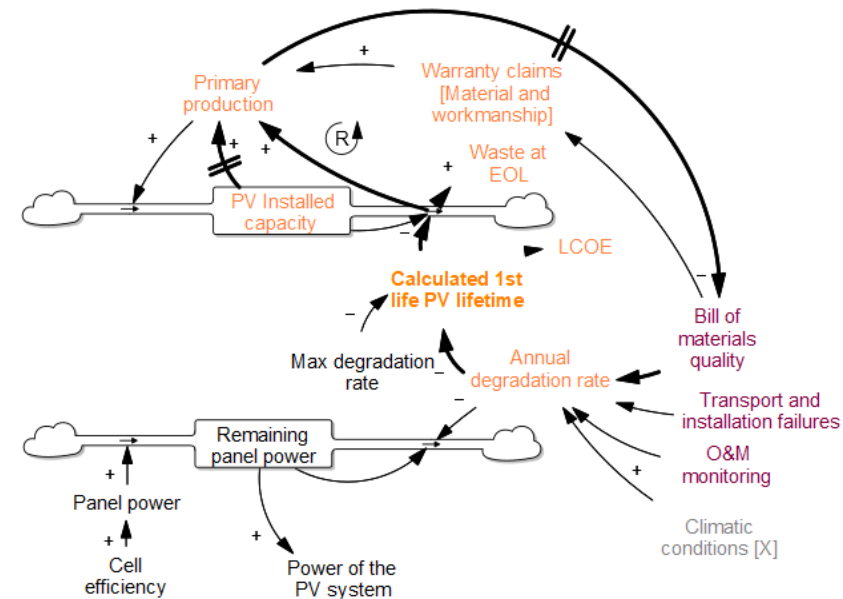 +
Primary
production
Warranty claims
[Material and
workmanship]
+
+
+
R
+
Waste at
EOL
PV Installed
capacity
–
LCOE
Calculated 1st
life PV lifetime
–
–
Bill of
materials
quality
Max degradation
rate
–
Annual
degradation rate
–
Transport and
installation failures
Remaining
panel power
O&M
monitoring
+
+
Panel power
+
Climatic
conditions [X]
+
Cell
efficiency
Power of the
PV system